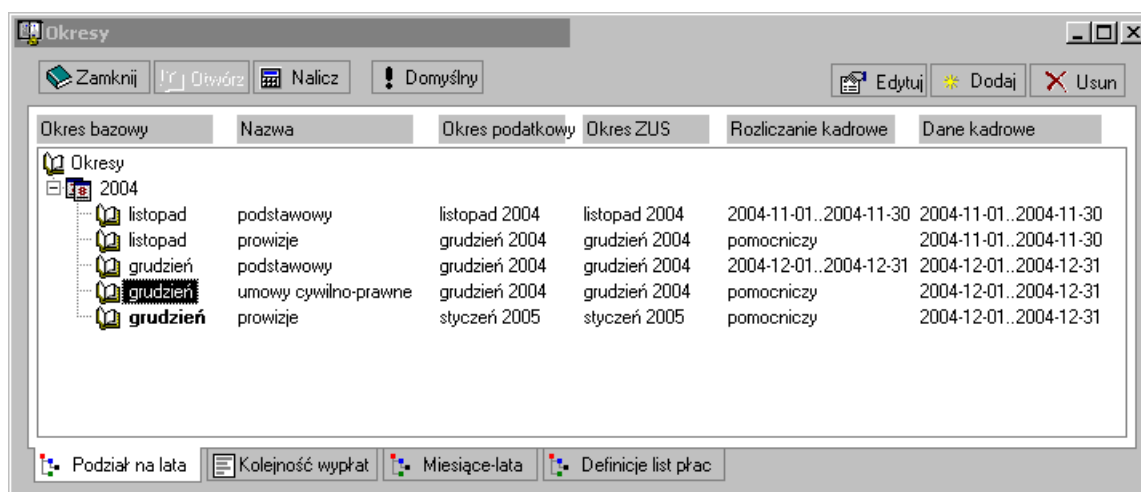 Okresy
Zamknij Otwórz Nalicz Domyślny Edytuj Dodaj Usun
Okres bazowy Nazwa Okres podatkowy Okres ZUS Rozliczanie kadrowe Dane kadrowe
Okresy
2004
listopad podstawowy listopad 2004 listopad 2004 2004-11-01..2004-11-30 2004-11-01..2004-11-30
listopad prowizje grudzień 2004 grudzień 2004 pomocniczy 2004-11-01..2004-11-30
grudzień podstawowy grudzień 2004 grudzień 2004 2004-12-01..2004-12-31 2004-12-01..2004-12-31
grudzień umowy cywilno-prawne grudzień 2004 grudzień 2004 pomocniczy 2004-12-01..2004-12-31
grudzień prowizje styczeń 2005 styczeń 2005 pomocniczy 2004-12-01..2004-12-31
Podział na lata Kolejność wypłat Miesiące-lata Definicje list płac